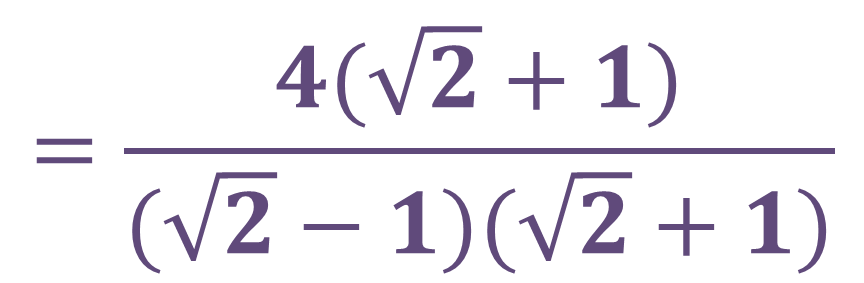 = 4(√2 + 1)
(√2 − 1)(√2 + 1)